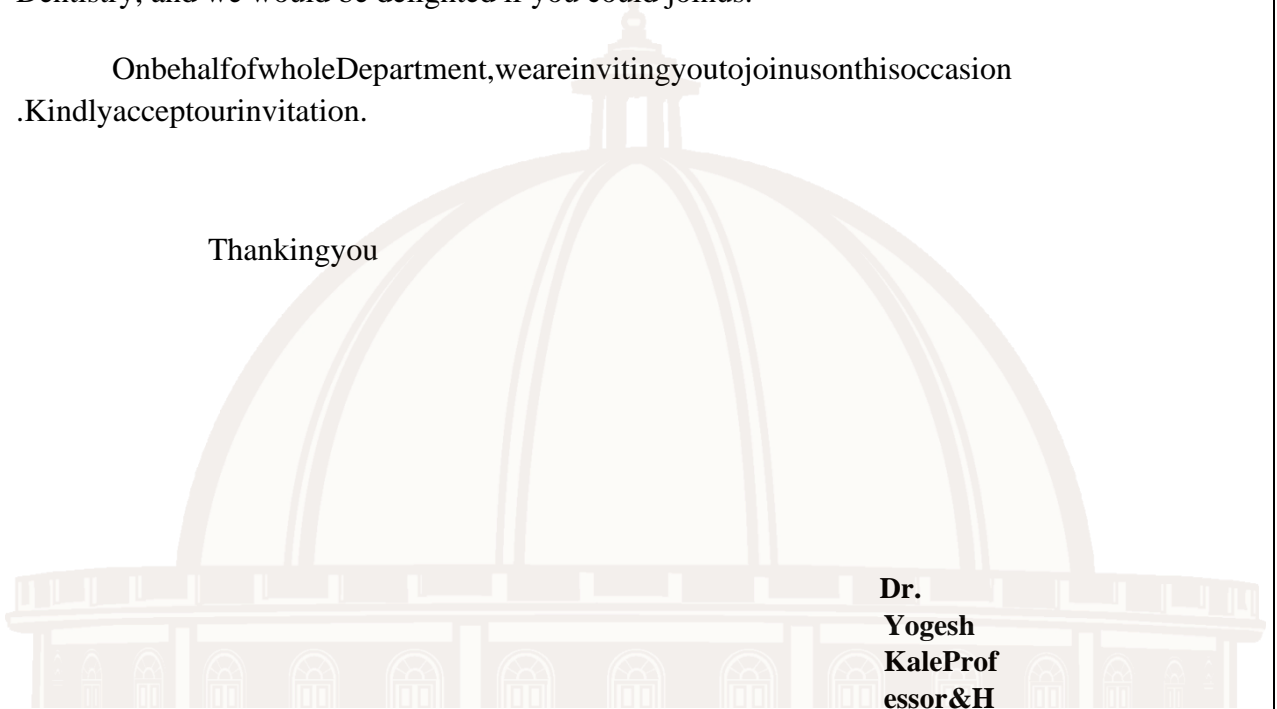 Dentistry, and we would be delighted if you could joinus.
OnbehalfofwholeDepartment,weareinvitingyoutojoinusonthisoccasion
.Kindlyacceptourinvitation.
Thankingyou
Dr.
Yogesh
KaleProf
essor&H